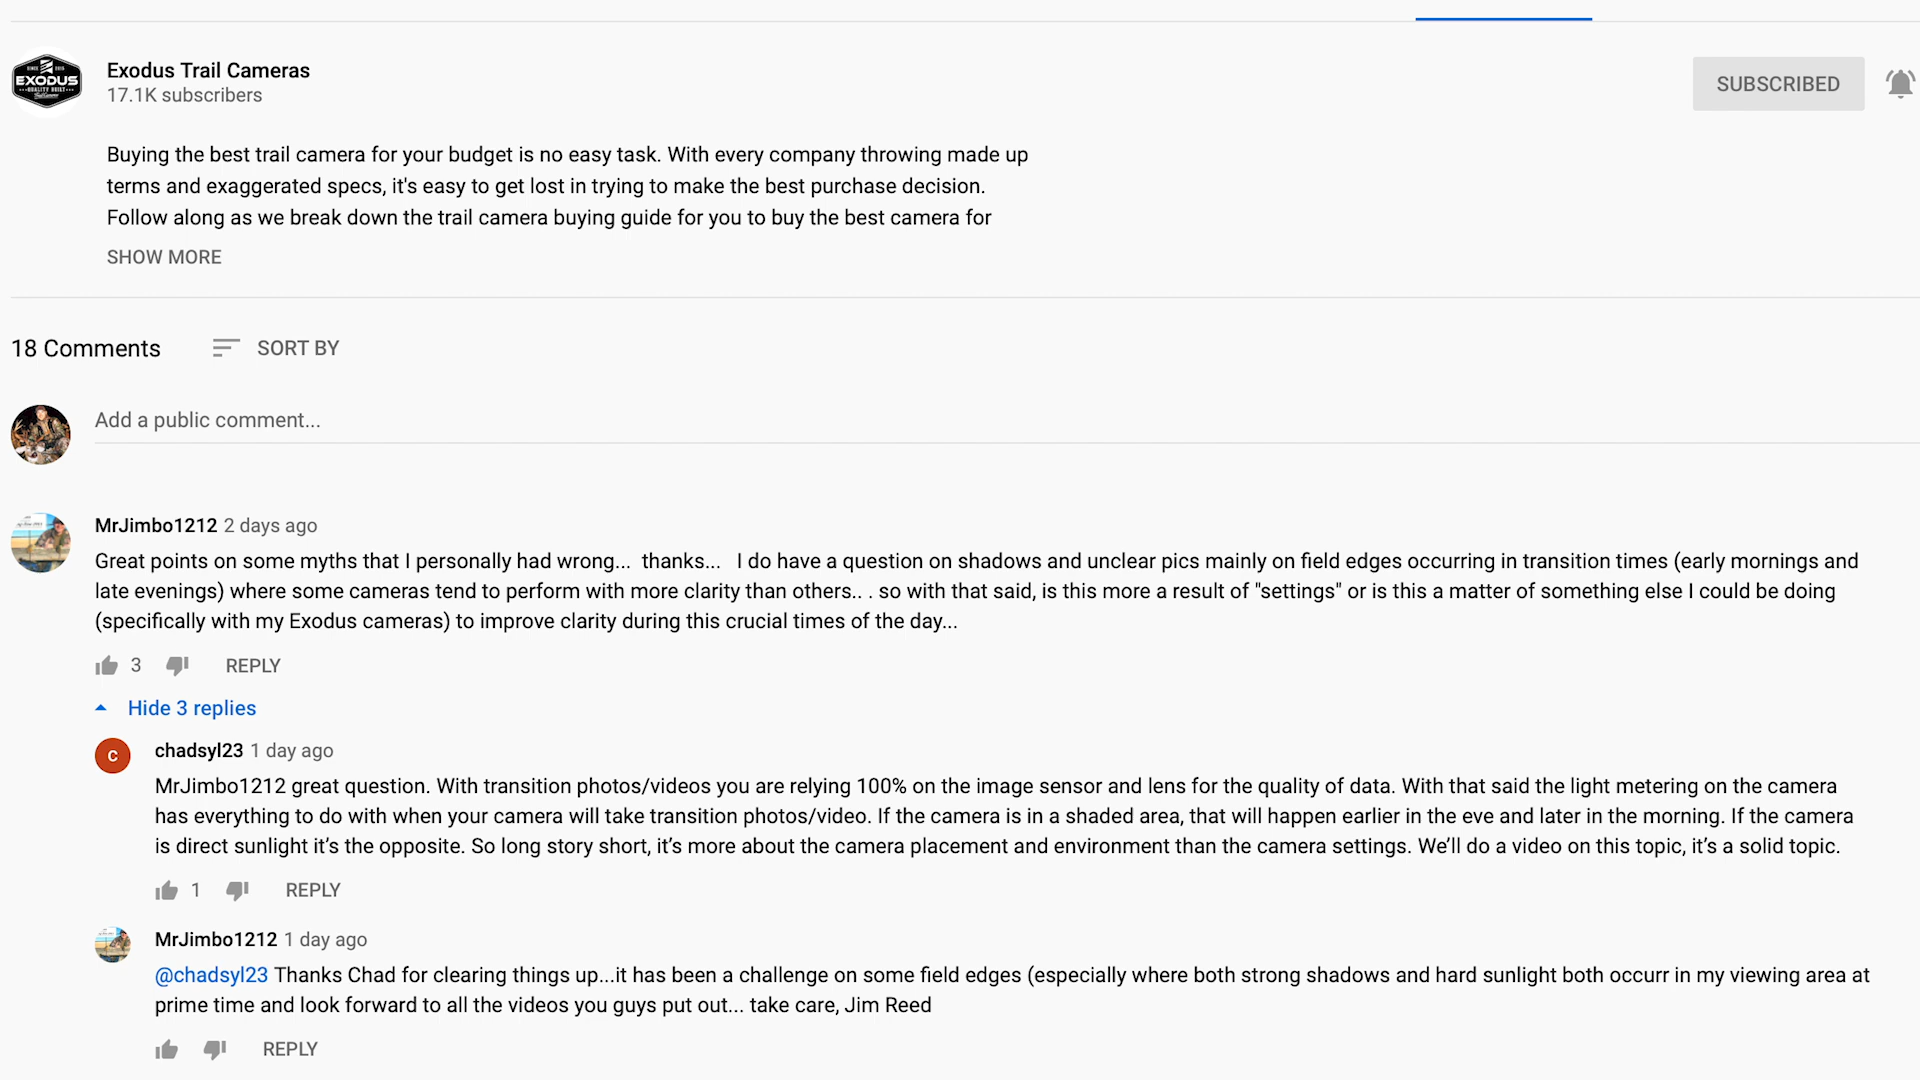 SINCE 2015
EXODUS
QUALITY BUILT
Exodus Trail Cameras
17.1K subscribers
SUBSCRIBED
Buying the best trail camera for your budget is no easy task. With every company throwing made up
terms and exaggerated specs, it's easy to get lost in trying to make the best purchase decision.
Follow along as we break down the trail camera buying guide for you to buy the best camera for
SHOW MORE
18 Comments
SORT BY
Add a public comment...
MrJimbo1212 2 days ago
Great points on some myths that I personally had wrong... thanks... I do have a question on shadows and unclear pics mainly on field edges occurring in transition times (early mornings and
late evenings) where some cameras tend to perform with more clarity than others.. . so with that said, is this more a result of "settings" or is this a matter of something else I could be doing
(specifically with my Exodus cameras) to improve clarity during this crucial times of the day...
3
REPLY
Hide 3 replies
C
chadsyl23 1 day ago
MrJimbo1212 great question. With transition photos/videos you are relying 100% on the image sensor and lens for the quality of data. With that said the light metering on the camera
has everything to do with when your camera will take transition photos/video. If the camera is in a shaded area, that will happen earlier in the eve and later in the morning. If the camera
is direct sunlight it’s the opposite. So long story short, it’s more about the camera placement and environment than the camera settings. We’ll do a video on this topic, it’s a solid topic.
1
REPLY
MrJimbo1212 1 day ago
@chadsyl23 Thanks Chad for clearing things up...it has been a challenge on some field edges (especially where both strong shadows and hard sunlight both occurr in my viewing area at
prime time and look forward to all the videos you guys put out... take care, Jim Reed
REPLY